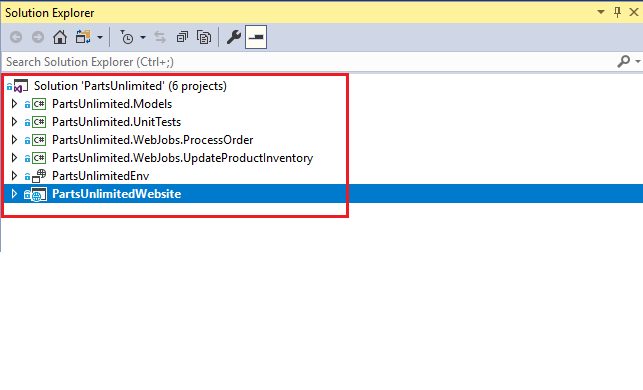 Solution Explorer
Search Solution Explorer (Ctrl+;)
Solution 'PartsUnlimited' (6 projects)
C# PartsUnlimited.Models
C# PartsUnlimited.UnitTests
C# PartsUnlimited.WebJobs.ProcessOrder
C# PartsUnlimited.WebJobs.UpdateProductInventory
PartsUnlimitedEnv
PartsUnlimitedWebsite